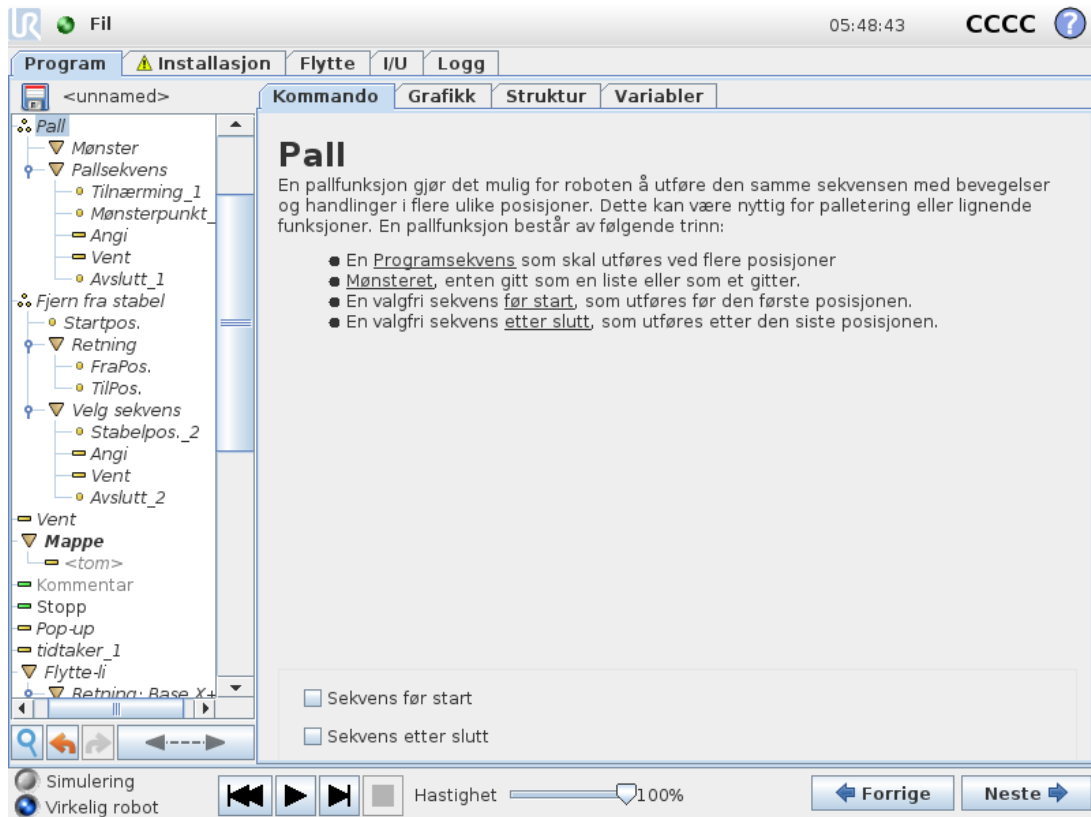 Fil
05:48:43
CCCC
?
Program
Installasjon
Flytte
I/U
Logg
<unnamed>
Kommando
Grafikk
Struktur
Variabler
Pall
Mønster
Pallsekvens
Tilnærming_1
Mønsterpunkt_
Angi
Vent
Avslutt_1
Fjern fra stabel
Startpos.
Retning
FraPos.
TilPos.
Velg sekvens
Stabelpos._2
Angi
Vent
Avslutt_2
Vent
Mappe
<tom>
Kommentar
Stopp
Pop-up
tidtaker_1
Flytte-li
Retning: Base X+
Pall
En pallfunksjon gjør det mulig for roboten å utføre den samme sekvensen med bevegelser
og handlinger i flere ulike posisjoner. Dette kan være nyttig for palletering eller lignende
funksjoner. En pallfunksjon består av følgende trinn:
● En Programsekvens som skal utføres ved flere posisjoner
● Mønsteret, enten gitt som en liste eller som et gitter.
● En valgfri sekvens før start, som utføres før den første posisjonen.
● En valgfri sekvens etter slutt, som utføres etter den siste posisjonen.
Sekvens før start
Sekvens etter slutt
Simulering
Virkelig robot
Hastighet
100%
Forrige
Neste